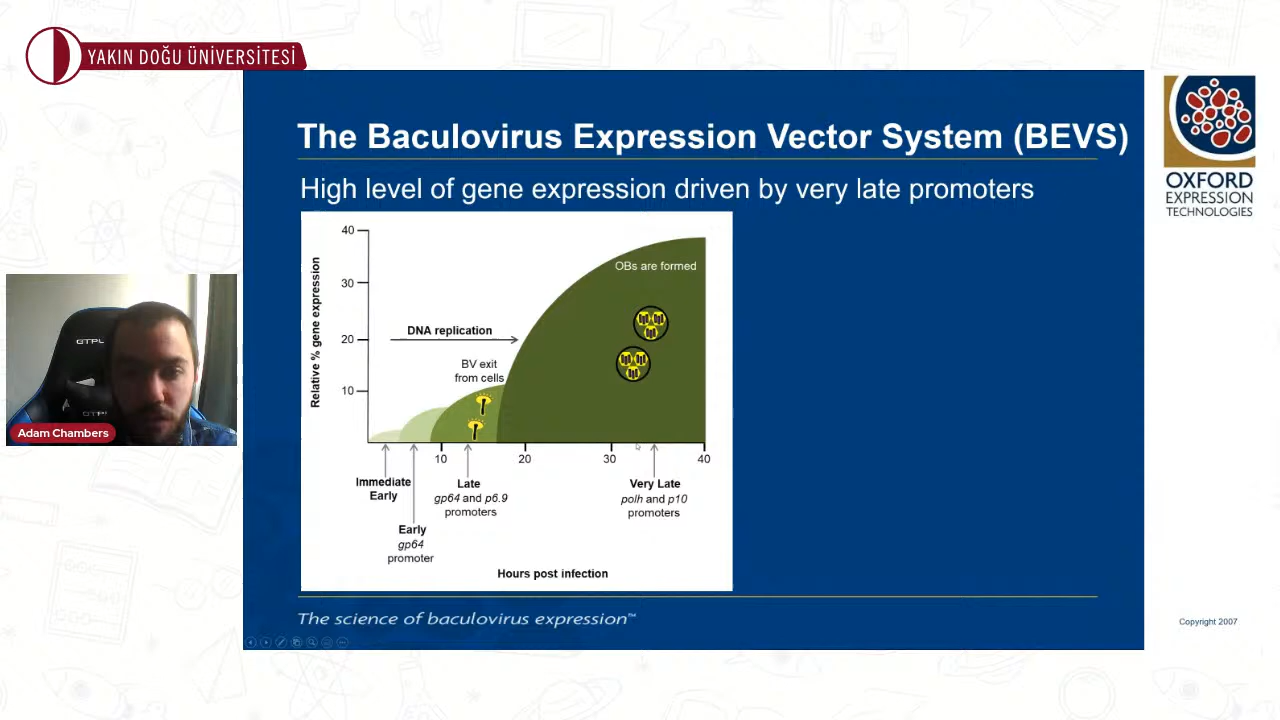 YAKIN DOĞU ÜNİVERSİTESİ
The Baculovirus Expression Vector System (BEVS)
High level of gene expression driven by very late promoters
OXFORD
EXPRESSION
TECHNOLOGIES
Relative % gene expression
40
30
20
10
OBs are formed
DNA replication
BV exit
from cells
10
20
30
40
Immediate
Early
Early
gp64
promoter
Late
gp64 and p6.9
promoters
Very Late
polh and p10
promoters
Hours post infection
GTPL
GTPL
Adam Chambers
The science of baculovirus expression™
Copyright 2007